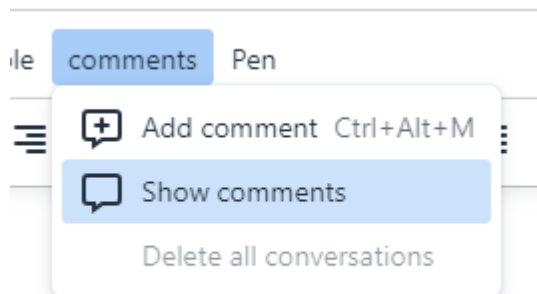 comments Pen
Add comment Ctrl+Alt+M
Show comments
Delete all conversations